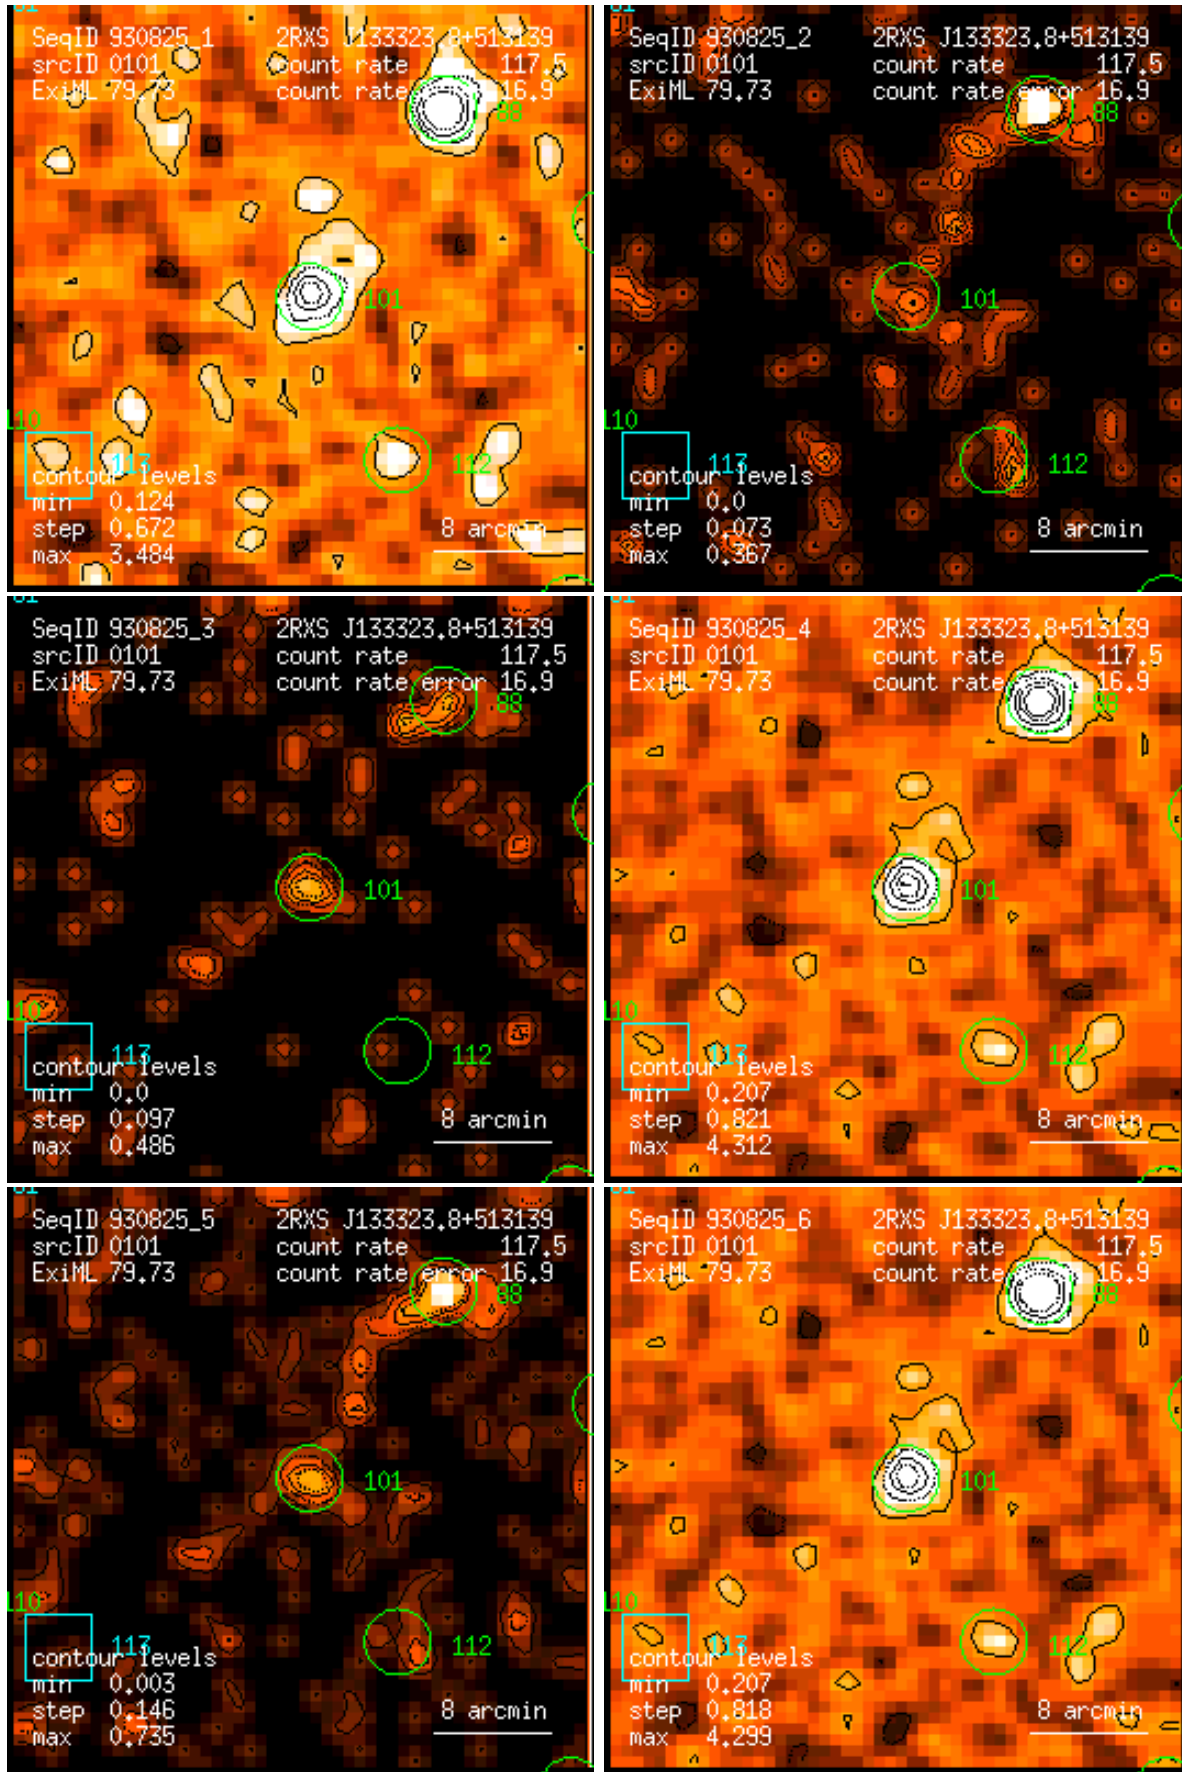 81
SeqID 930825_1 2RXS J133323.8+513139
srcID 0101 count rate 117.5
ExiML 79.73 count rate error 16.9
88
101
110
113
112
contour levels
min 0.124
step 0.672 8 arcmin
max 3.484
81
SeqID 930825_2 2RXS J133323.8+513139
srcID 0101 count rate 117.5
ExiML 79.73 count rate error 16.9
88
101
110
113
112
contour levels
min 0.0
step 0.073 8 arcmin
max 0.367
81
SeqID 930825_3 2RXS J133323.8+513139
srcID 0101 count rate 117.5
ExiML 79.73 count rate error 16.9
88
101
110
113
112
contour levels
min 0.0
step 0.097 8 arcmin
max 0.486
81
SeqID 930825_4 2RXS J133323.8+513139
srcID 0101 count rate 117.5
ExiML 79.73 count rate error 16.9
88
101
110
113
112
contour levels
min 0.207
step 0.821 8 arcmin
max 4.312
81
SeqID 930825_5 2RXS J133323.8+513139
srcID 0101 count rate 117.5
ExiML 79.73 count rate error 16.9
88
101
110
113
112
contour levels
min 0.003
step 0.146 8 arcmin
max 0.735
81
SeqID 930825_6 2RXS J133323.8+513139
srcID 0101 count rate 117.5
ExiML 79.73 count rate error 16.9
88
101
110
113
112
contour levels
min 0.207
step 0.818 8 arcmin
max 4.299